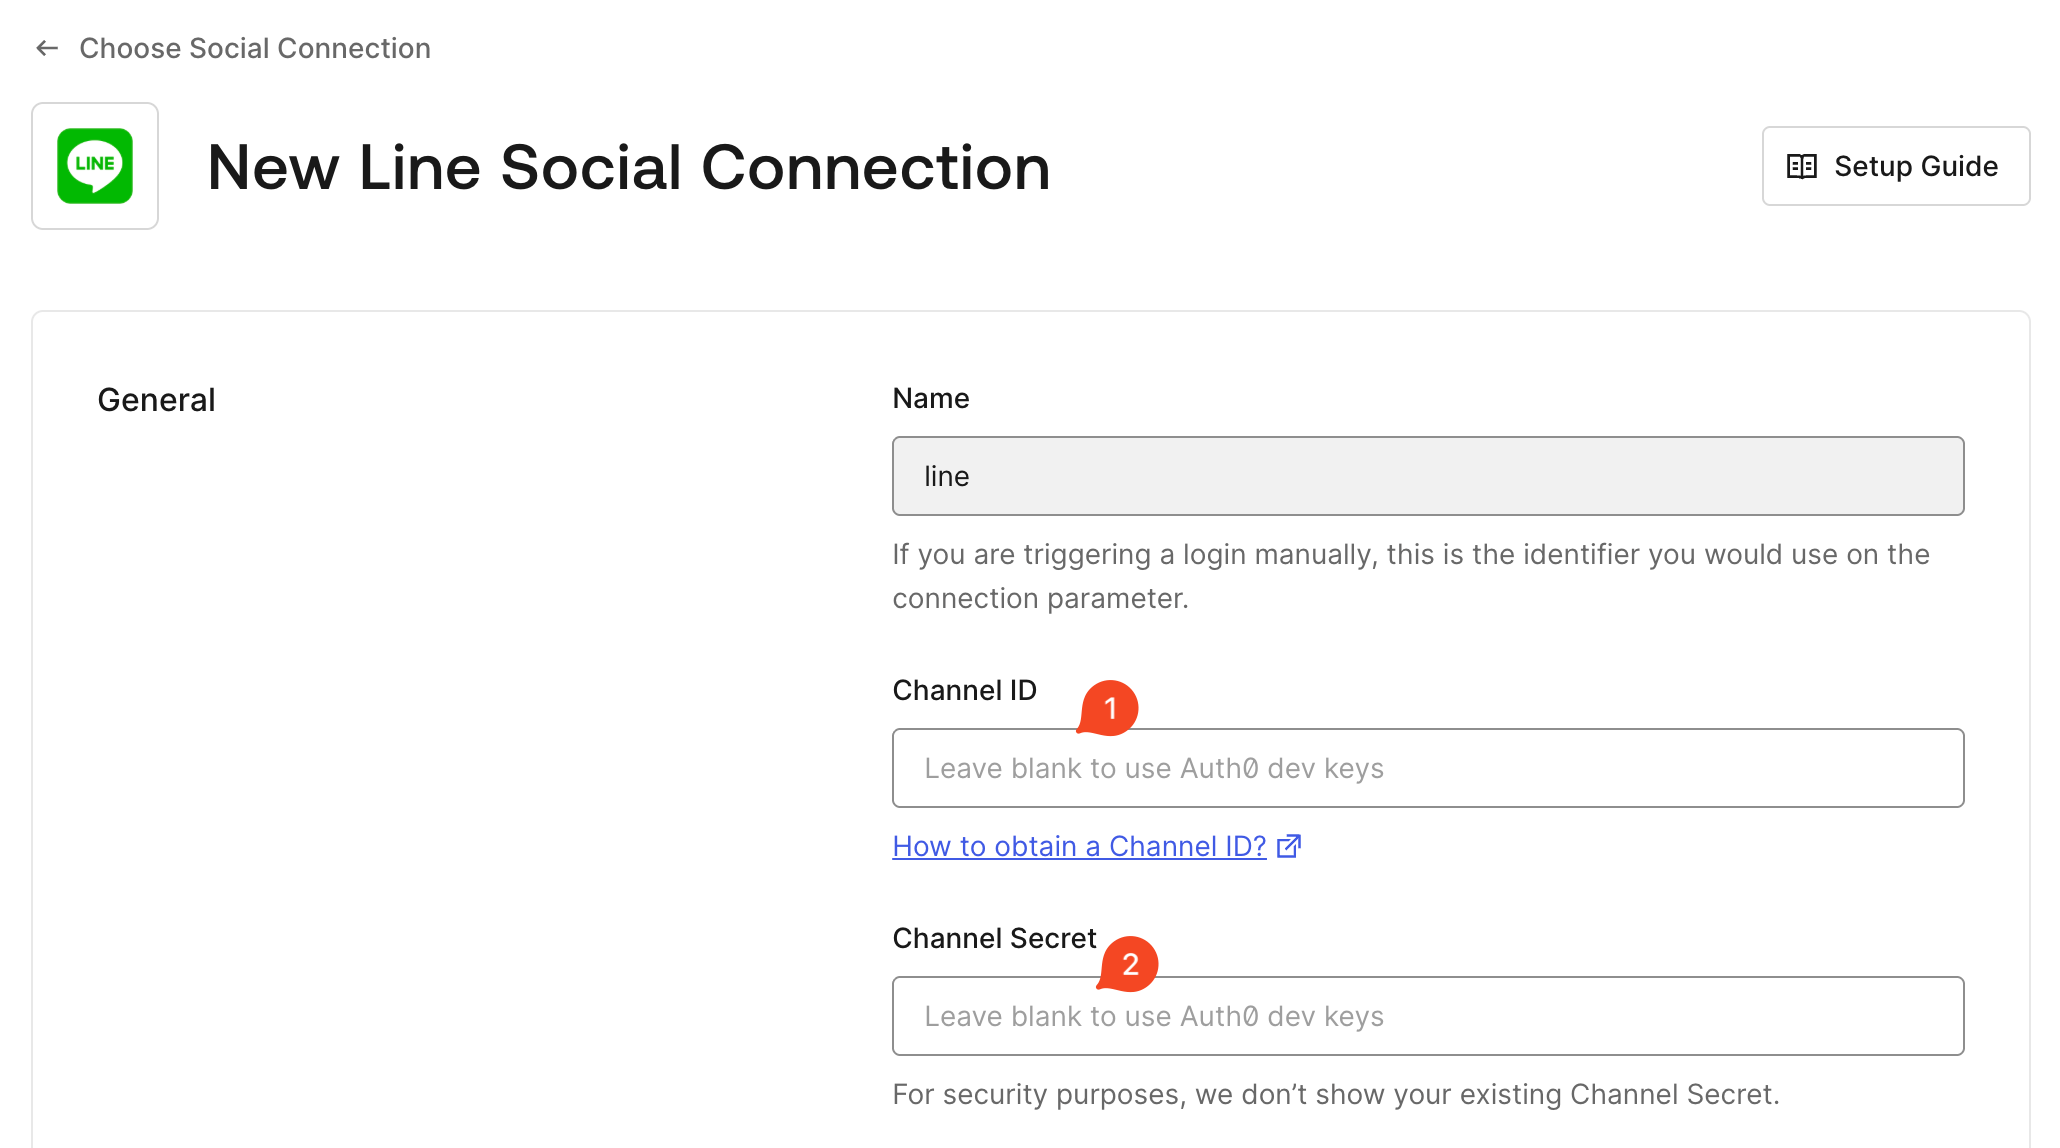 Choose Social Connection
LINE
New Line Social Connection
Setup Guide
General
Name
line
If you are triggering a login manually, this is the identifier you would use on the
connection parameter.
Channel ID
1
Leave blank to use Auth0 dev keys
How to obtain a Channel ID?
Channel Secret
2
Leave blank to use Auth0 dev keys
For security purposes, we don’t show your existing Channel Secret.